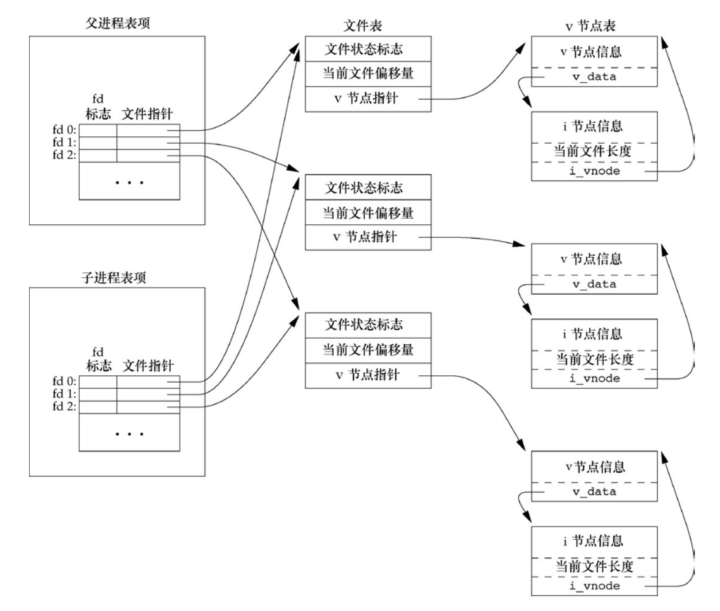 父进程表项
fd
标志 文件指针
fd 0:
fd 1:
fd 2:
• • •
子进程表项
fd
标志 文件指针
fd 0:
fd 1:
fd 2:
• • •
文件表
文件状态标志
当前文件偏移量
v 节点指针
文件状态标志
当前文件偏移量
v 节点指针
文件状态标志
当前文件偏移量
v 节点指针
v 节点表
v 节点信息
v_data
i 节点信息
当前文件长度
i_vnode
v 节点信息
v_data
i 节点信息
当前文件长度
i_vnode
v 节点信息
v_data
i 节点信息
当前文件长度
i_vnode